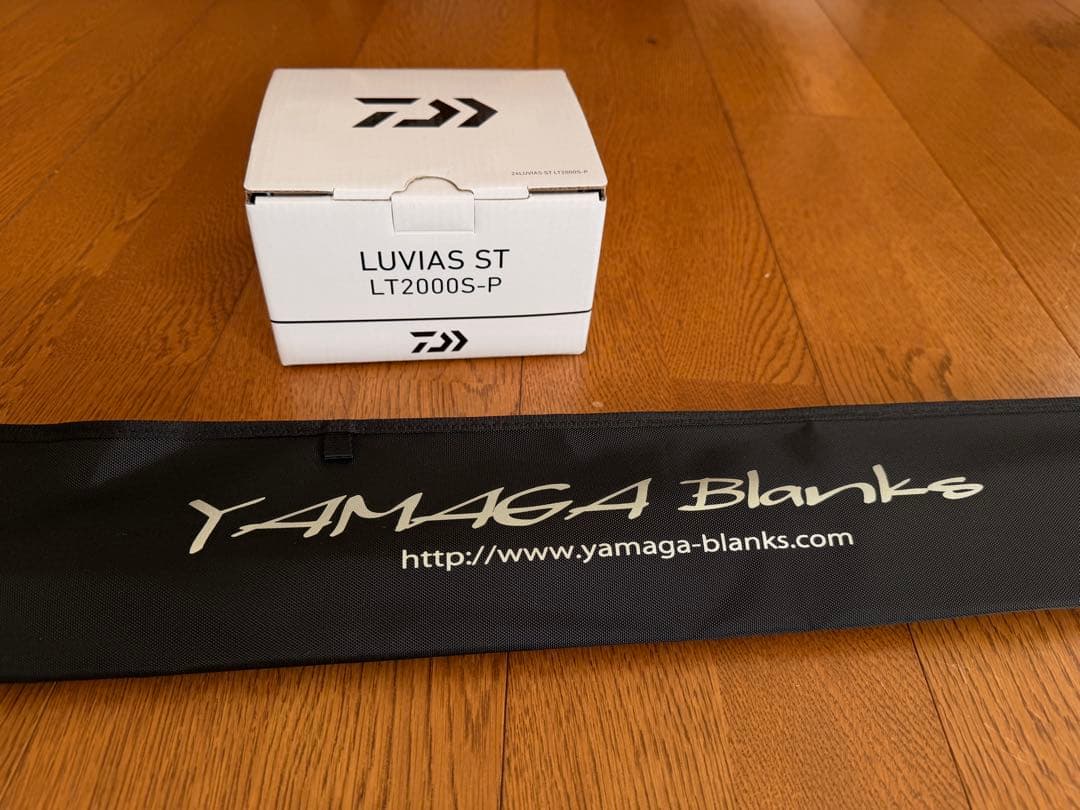 24LUVIAS ST LT2000S-P
LUVIAS ST
LT2000S-P
YAMAGA Blanks
http://www.yamaga-blanks.com